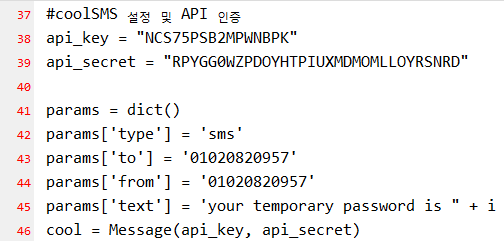 37 #coolSMS 설정 및 API 인증
38 api_key = "NCS75PSB2MPWNBPK"
39 api_secret = "RPYGG0WZPDOYHTPIUXMDMOMLLOYRSNRD"
40
41 params = dict()
42 params['type'] = 'sms'
43 params['to'] = '01020820957'
44 params['from'] = '01020820957'
45 params['text'] = 'your temporary password is " + i
46 cool = Message(api_key, api_secret)